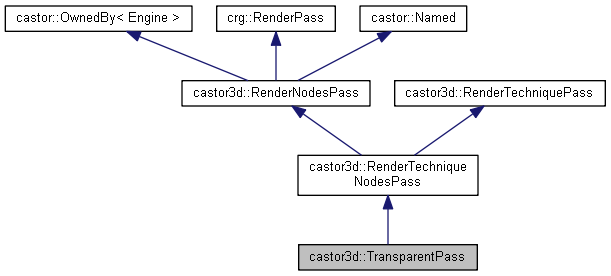 castor::OwnedBy< Engine >
crg::RenderPass
castor::Named
castor3d::RenderNodesPass
castor3d::RenderTechniquePass
castor3d::RenderTechnique
NodesPass
castor3d::TransparentPass